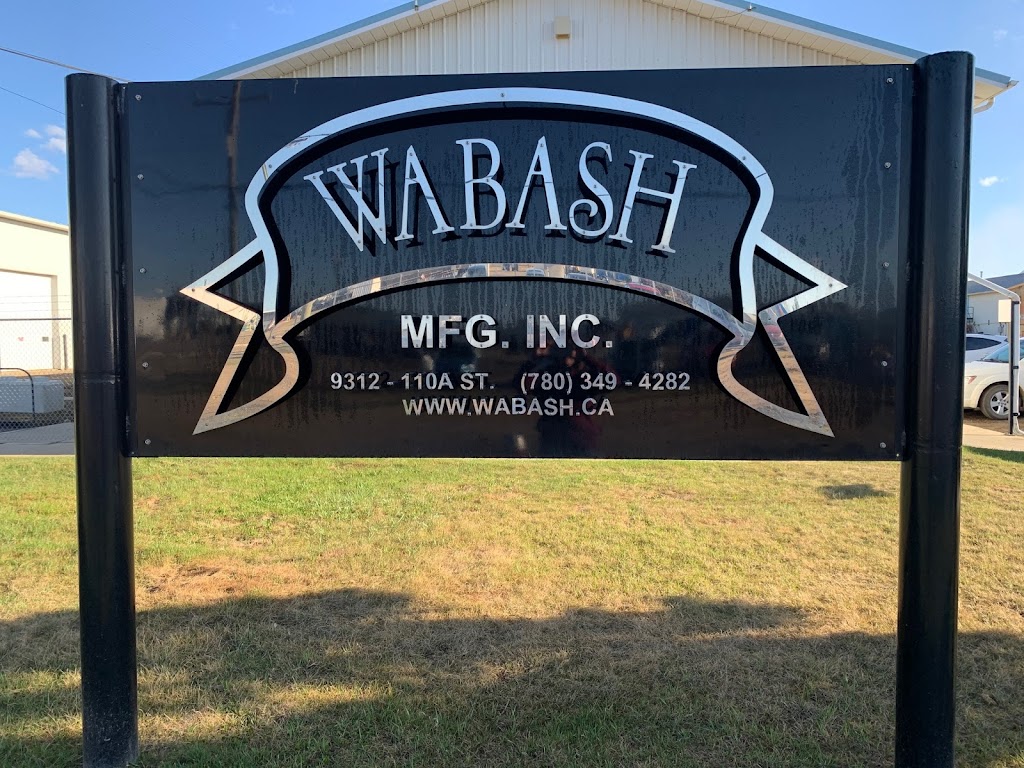 WABASH
MFG. INC.
9312 - 110A ST. (780) 349 - 4282
WWW.WABASH.CA